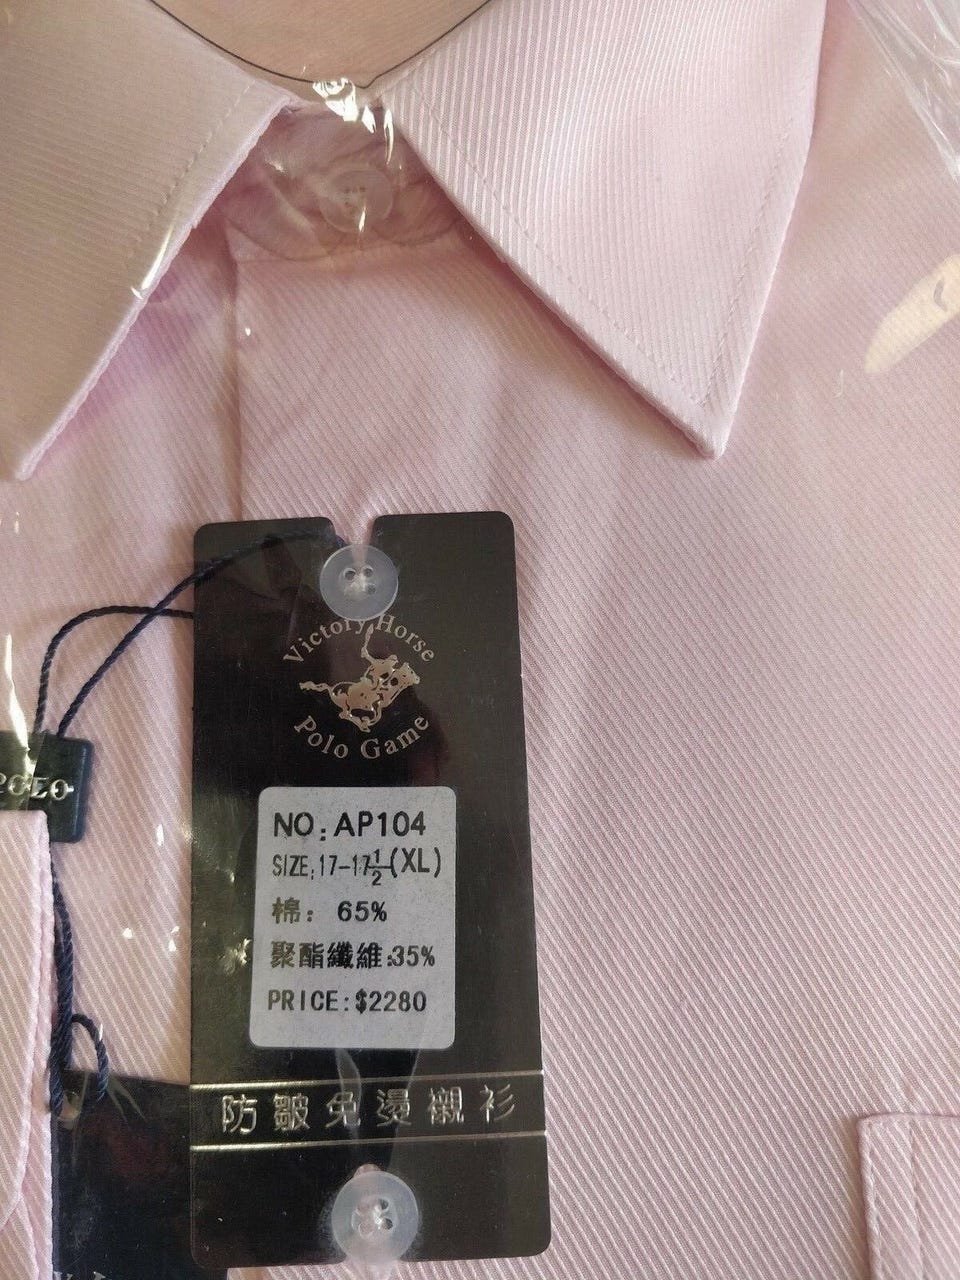 Victory Horse
Polo Game
POLO
NO: AP104
SIZE:17-17½(XL)
棉: 65%
聚酯纖維:35%
PRICE:$2280
防皺免燙襯衫